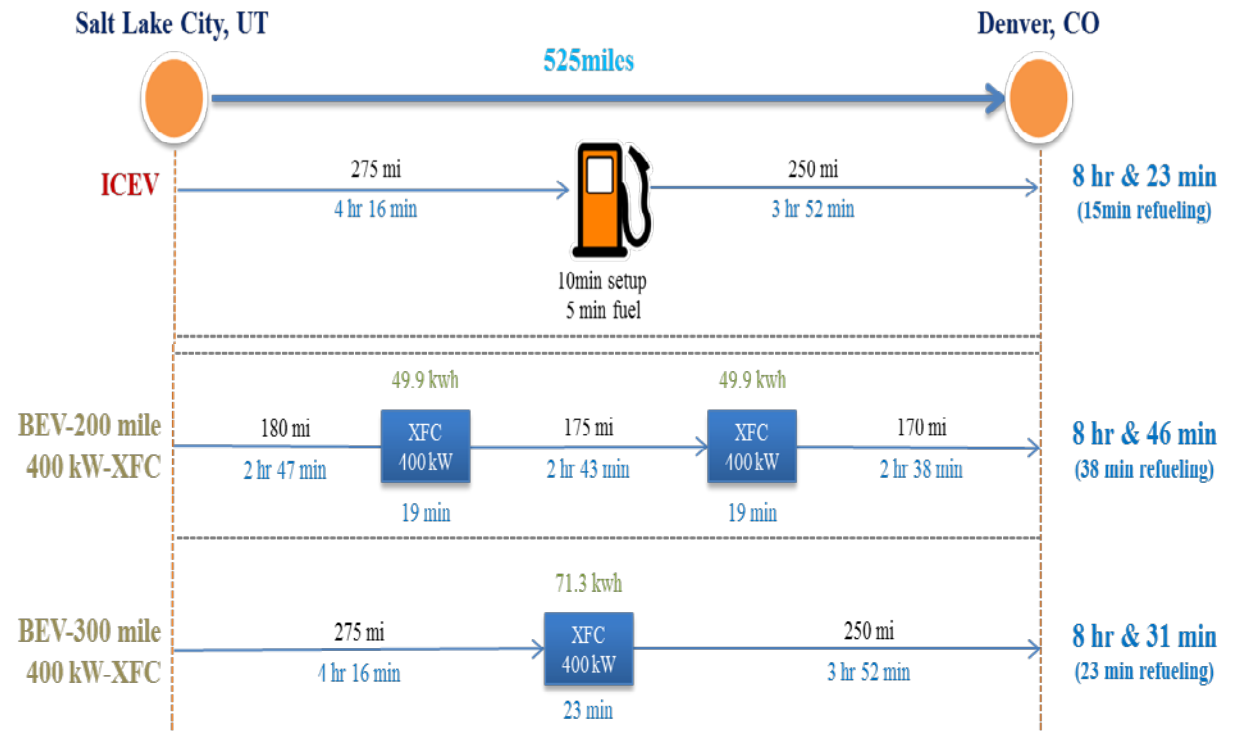 Salt Lake City, UT
Denver, CO
525miles
ICEV
275 mi
4 hr 16 min
10min setup
5 min fuel
250 mi
3 hr 52 min
8 hr & 23 min
(15min refueling)
BEV-200 mile
400 kW-XFC
180 mi
2 hr 47 min
49.9 kwh
XFC
400 kW
19 min
175 mi
2 hr 43 min
49.9 kwh
XFC
400 kW
19 min
170 mi
2 hr 38 min
8 hr & 46 min
(38 min refueling)
BEV-300 mile
400 kW-XFC
275 mi
4 hr 16 min
71.3 kwh
XFC
400 kW
23 min
250 mi
3 hr 52 min
8 hr & 31 min
(23 min refueling)